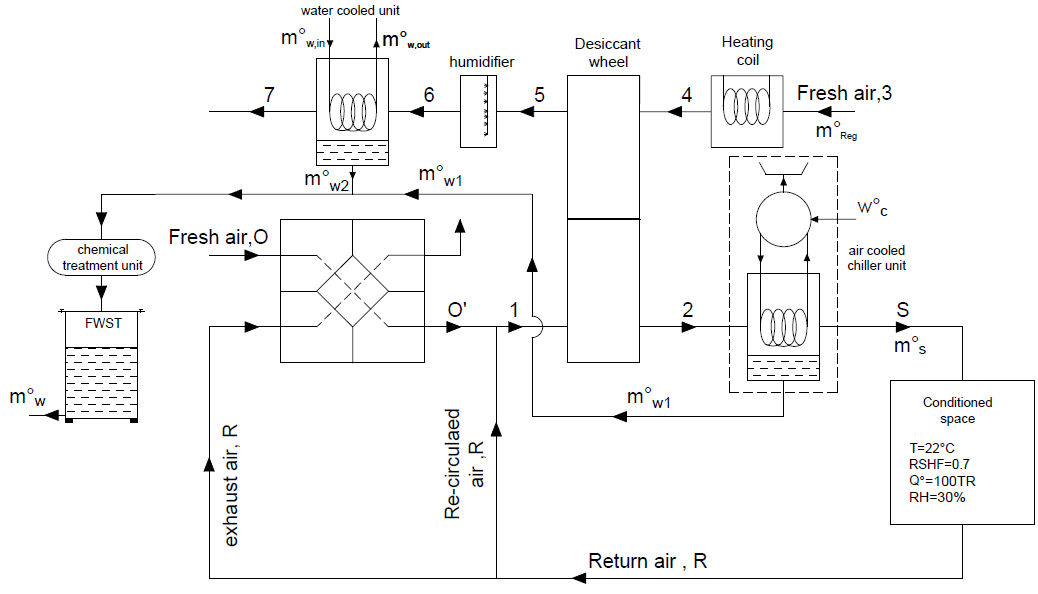 water cooled unit
m°w,in
m°w,out
humidifier
Desiccant
wheel
Heating
coil
7
6
5
4
Fresh air,3
m°Reg
m°w2
m°w1
W°c
air cooled
chiller unit
Fresh air,O
chemical
treatment unit
O'
1
2
S
m°s
FWST
m°w
m°w1
Conditioned
space
T=22°C
RSHF=0.7
Q°=100TR
RH=30%
exhaust air, R
Re-circulaed
air ,R
Return air , R